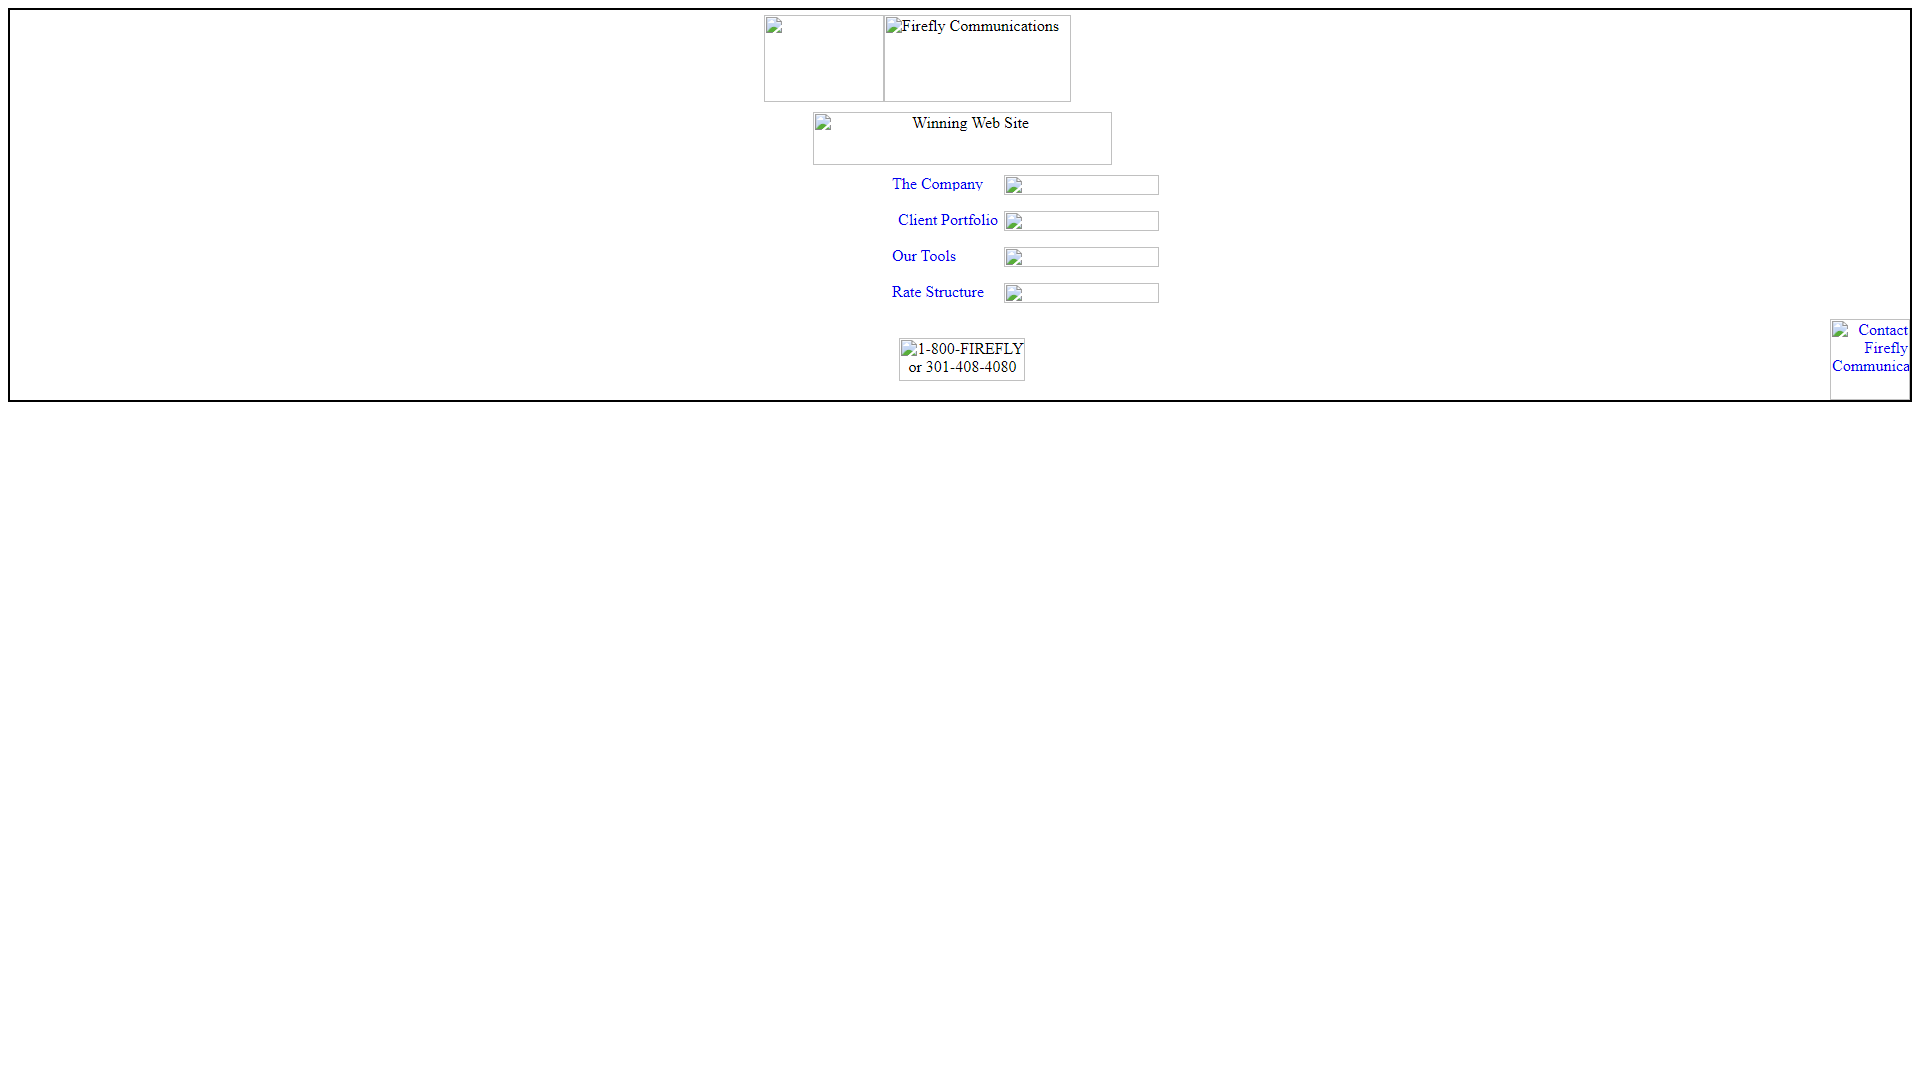 Firefly Communications
Winning Web Site
The Company
Client Portfolio
Our Tools
Rate Structure
1-800-FIREFLY
or 301-408-4080
Contact
Firefly
Communica